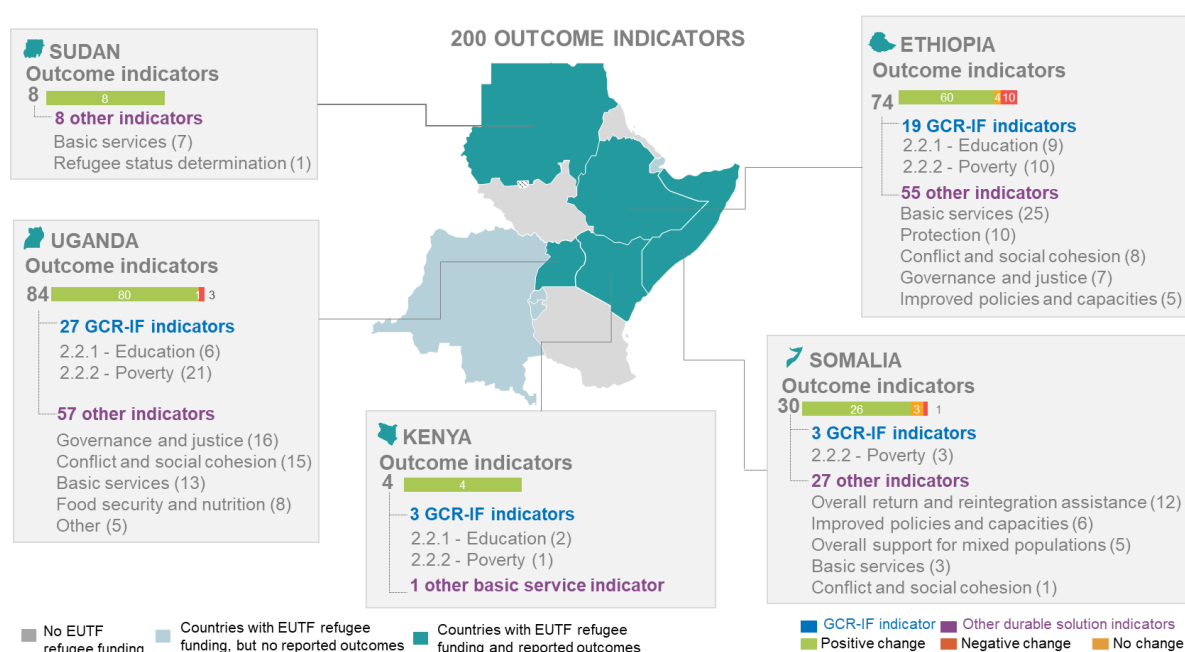 200 OUTCOME INDICATORS
SUDAN
Outcome indicators
8
8
8 other indicators
Basic services (7)
Refugee status determination (1)
UGANDA
Outcome indicators
84
80
1
3
27 GCR-IF indicators
2.2.1 - Education (6)
2.2.2 - Poverty (21)
57 other indicators
Governance and justice (16)
Conflict and social cohesion (15)
Basic services (13)
Food security and nutrition (8)
Other (5)
KENYA
Outcome indicators
4
4
3 GCR-IF indicators
2.2.1 - Education (2)
2.2.2 - Poverty (1)
1 other basic service indicator
ETHIOPIA
Outcome indicators
74
60
4
10
19 GCR-IF indicators
2.2.1 - Education (9)
2.2.2 - Poverty (10)
55 other indicators
Basic services (25)
Protection (10)
Conflict and social cohesion (8)
Governance and justice (7)
Improved policies and capacities (5)
SOMALIA
Outcome indicators
30
26
3
1
3 GCR-IF indicators
2.2.2 - Poverty (3)
27 other indicators
Overall return and reintegration assistance (12)
Improved policies and capacities (6)
Overall support for mixed populations (5)
Basic services (3)
Conflict and social cohesion (1)
No EUTF
refugee funding
Countries with EUTF refugee
funding, but no reported outcomes
Countries with EUTF refugee
funding and reported outcomes
GCR-IF indicator
Other durable solution indicators
Positive change
Negative change
No change